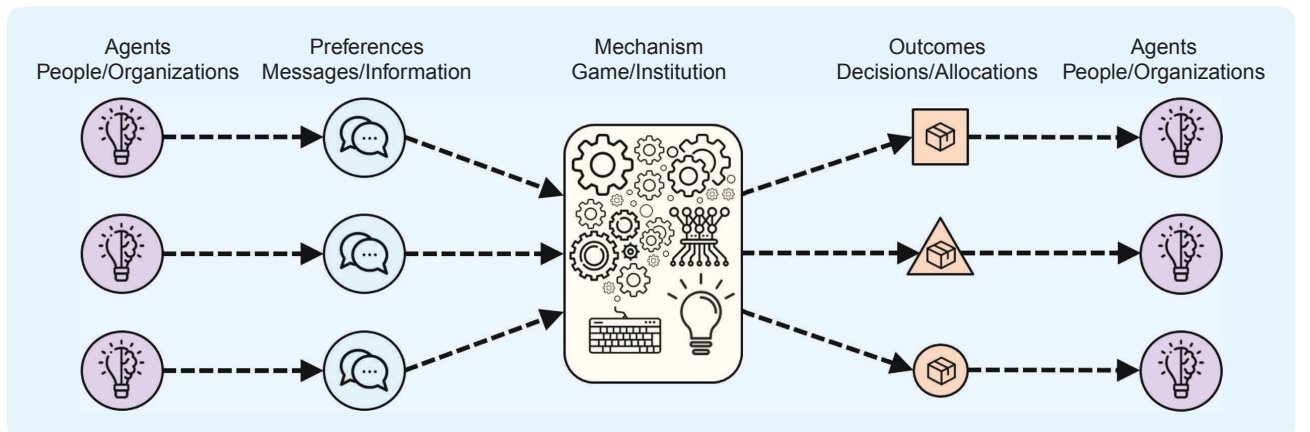 Agents
People/Organizations
Preferences
Messages/Information
Mechanism
Game/Institution
Outcomes
Decisions/Allocations
Agents
People/Organizations